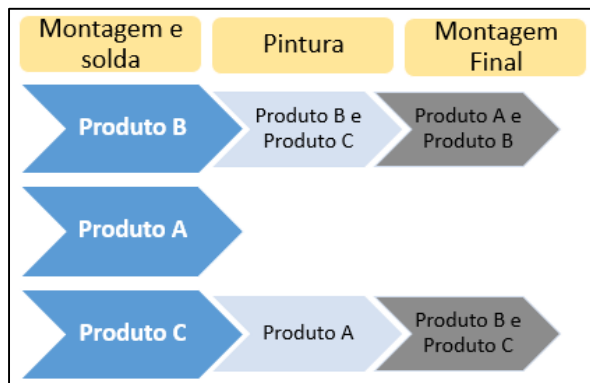 Montagem e
solda
Pintura
Montagem
Final
Produto B
Produto B e
Produto C
Produto A e
Produto B
Produto A
Produto C
Produto A
Produto B e
Produto C